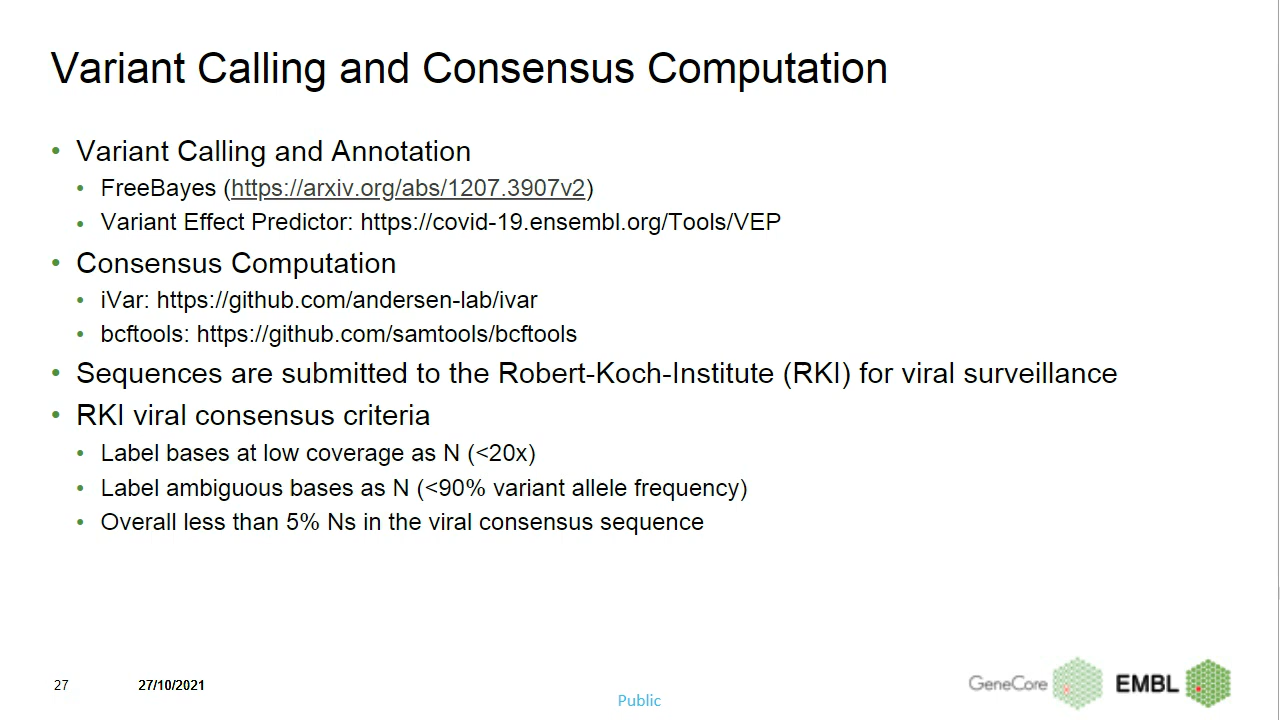 Variant Calling and Consensus Computation
• Variant Calling and Annotation
• FreeBayes (https://arxiv.org/abs/1207.3907v2)
• Variant Effect Predictor: https://covid-19.ensembl.org/Tools/VEP
• Consensus Computation
• iVar: https://github.com/andersen-lab/ivar
• bcftools: https://github.com/samtools/bcftools
• Sequences are submitted to the Robert-Koch-Institute (RKI) for viral surveillance
• RKI viral consensus criteria
• Label bases at low coverage as N (<20x)
• Label ambiguous bases as N (<90% variant allele frequency)
• Overall less than 5% Ns in the viral consensus sequence
27 27/10/2021
Public
GeneCore EMBL